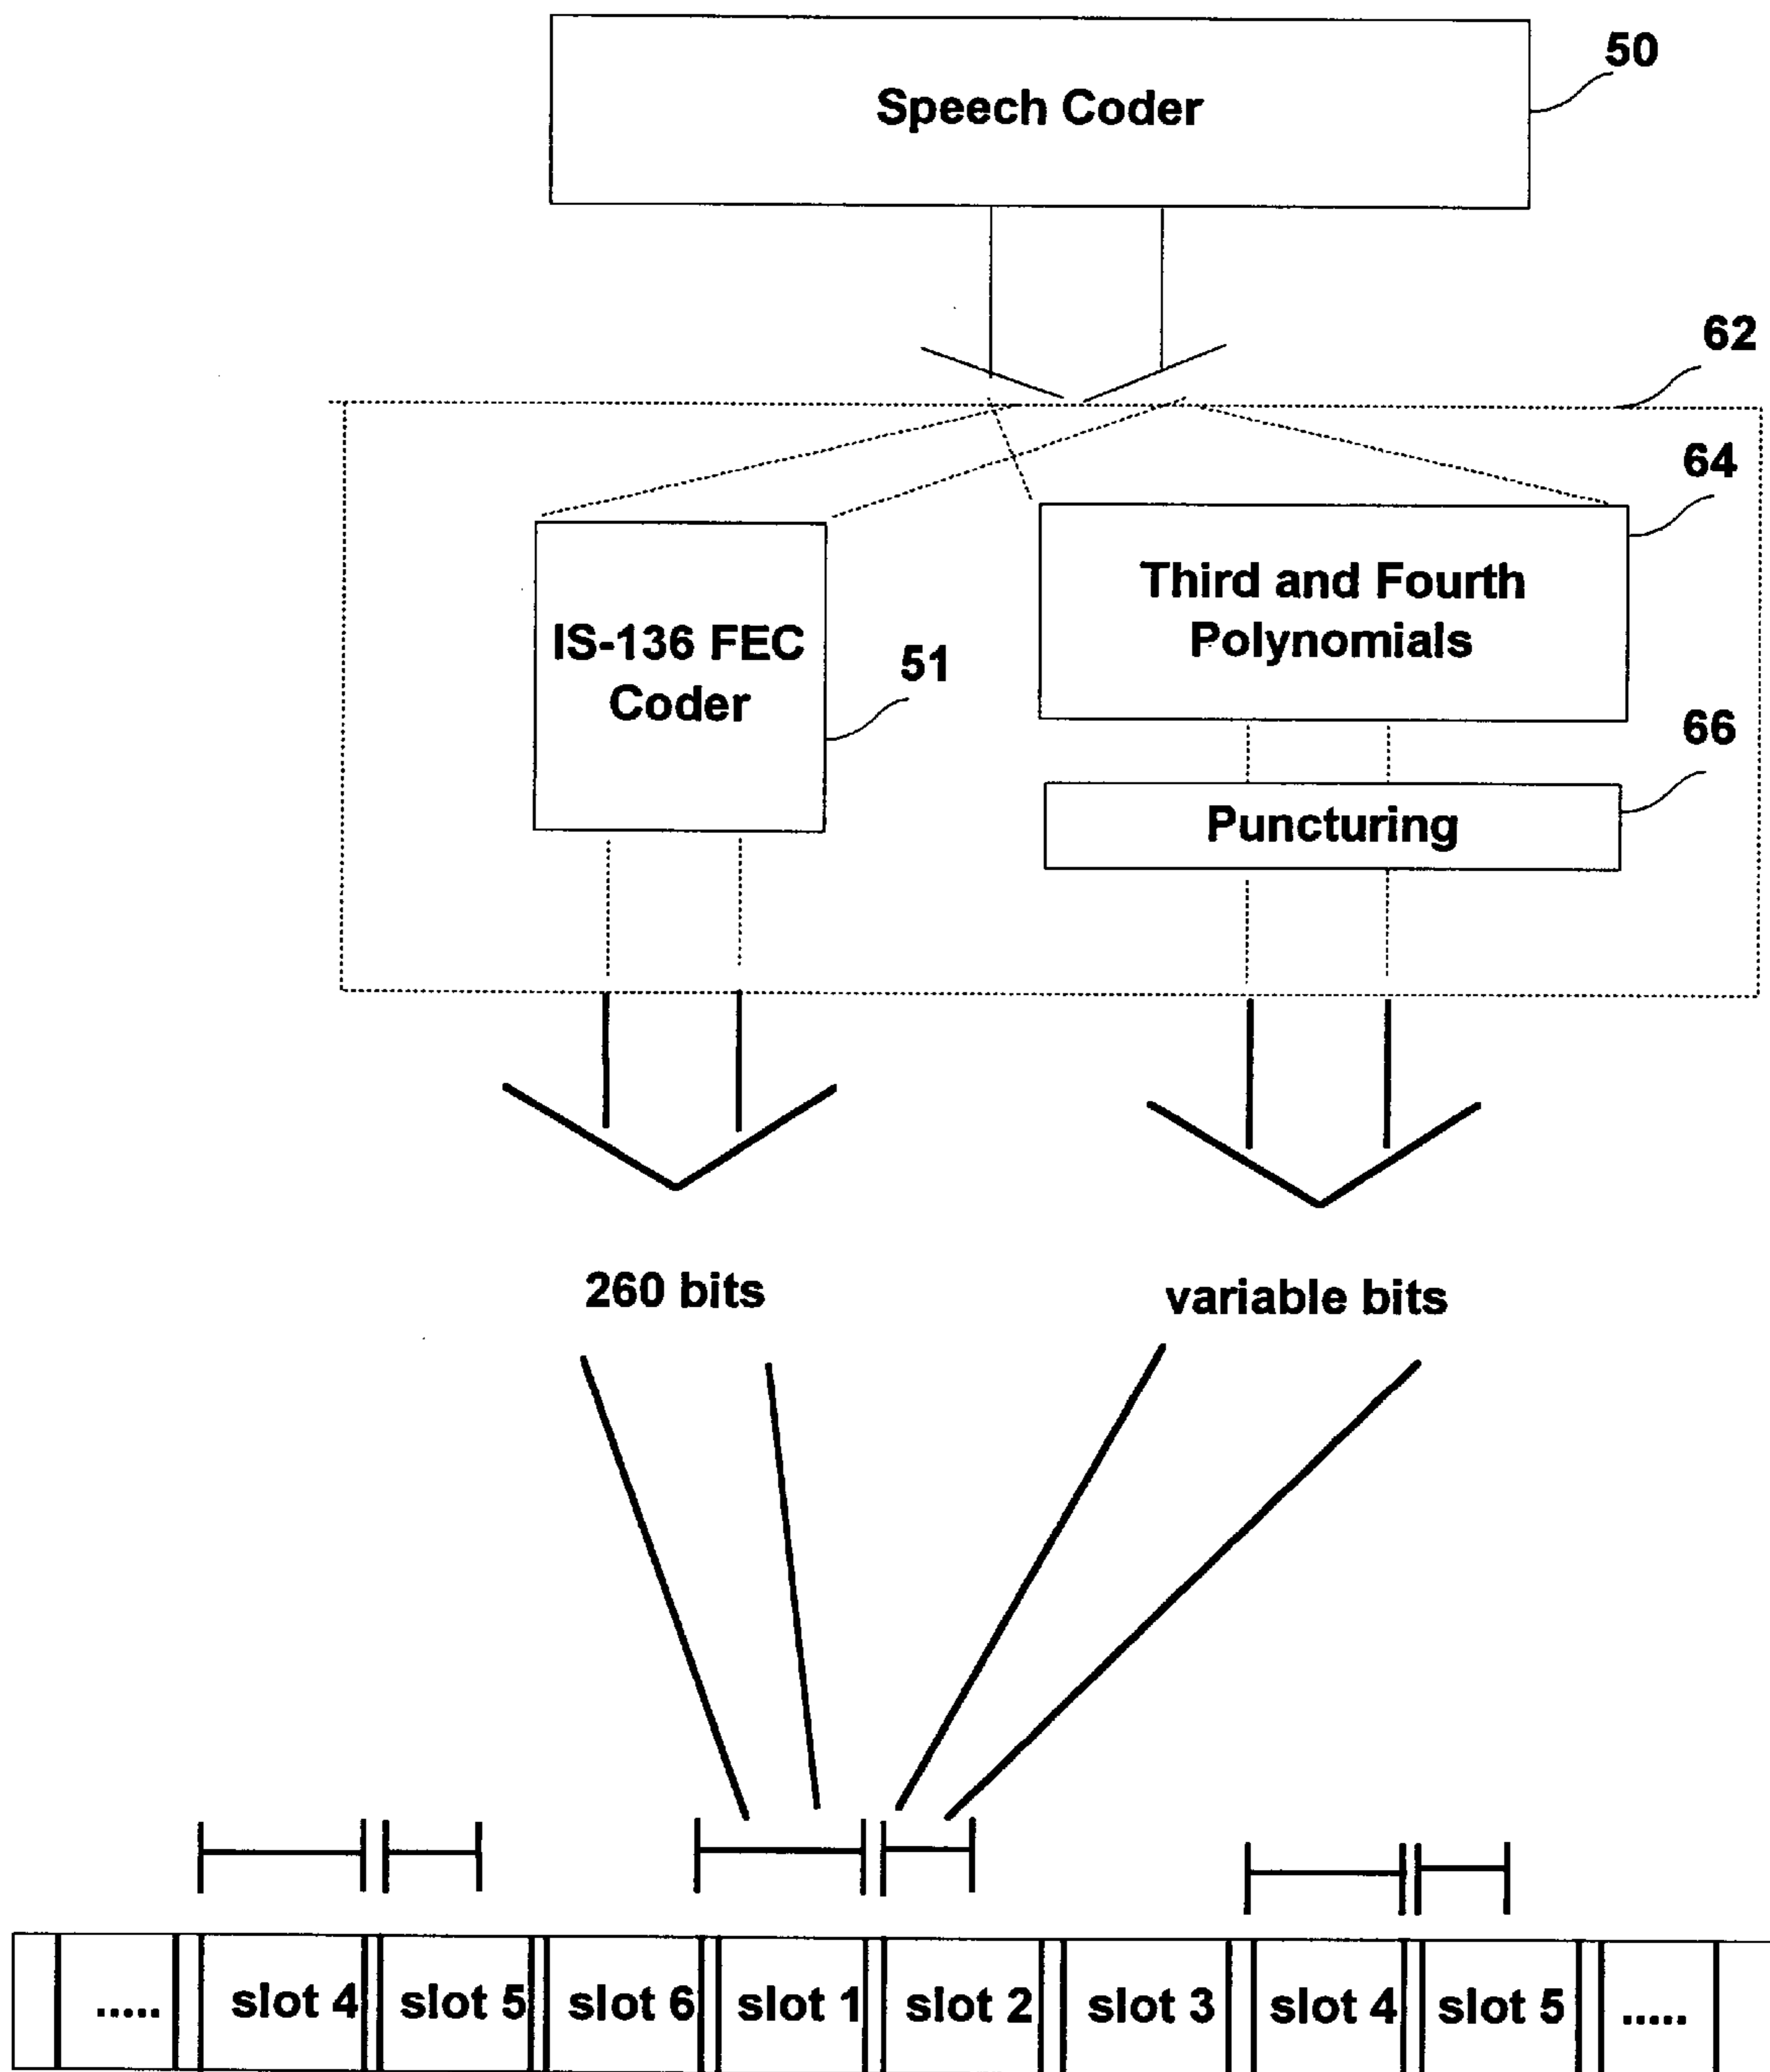 50
Speech Coder
62
64
Third and Fourth
Polynomials
IS-136 FEC
Coder
51
66
Puncturing
260 bits
variable bits
..... slot 4 slot 5 slot 6 slot 1 slot 2 slot 3 slot 4 slot 5 .....